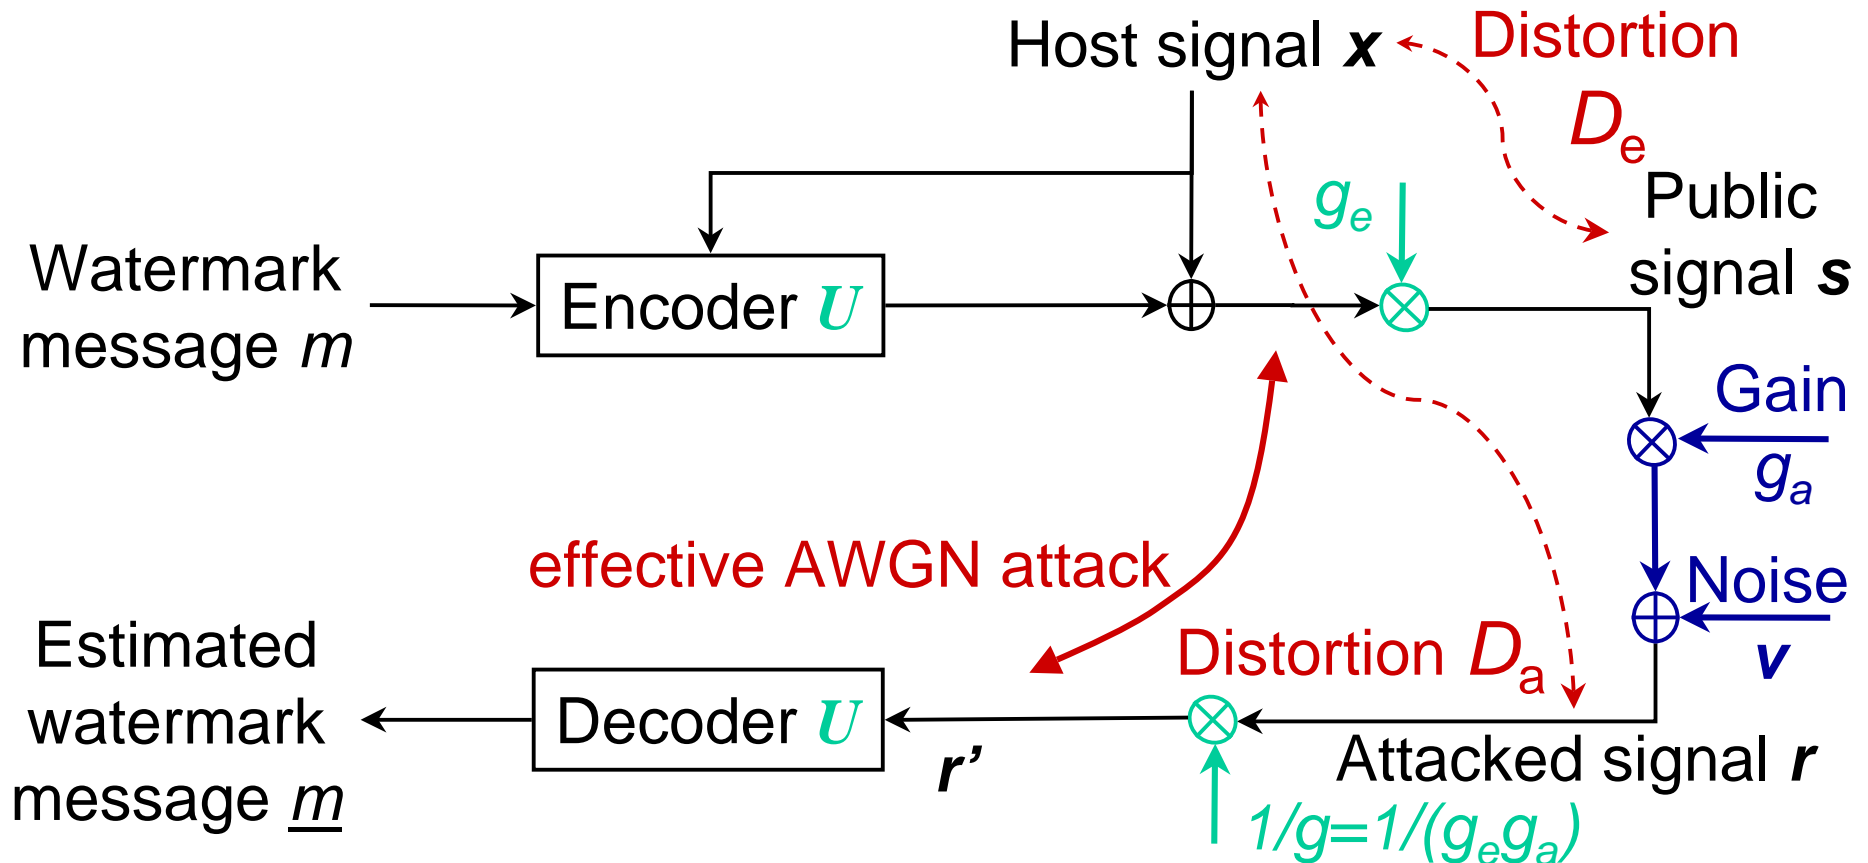 Host signal x
Distortion
De
Public
signal s
ge
Watermark
message m
Encoder U
Gain
ga
effective AWGN attack
Noise
v
Estimated
watermark
message m
Decoder U
r’
Distortion Da
Attacked signal r
1/g=1/(gega)